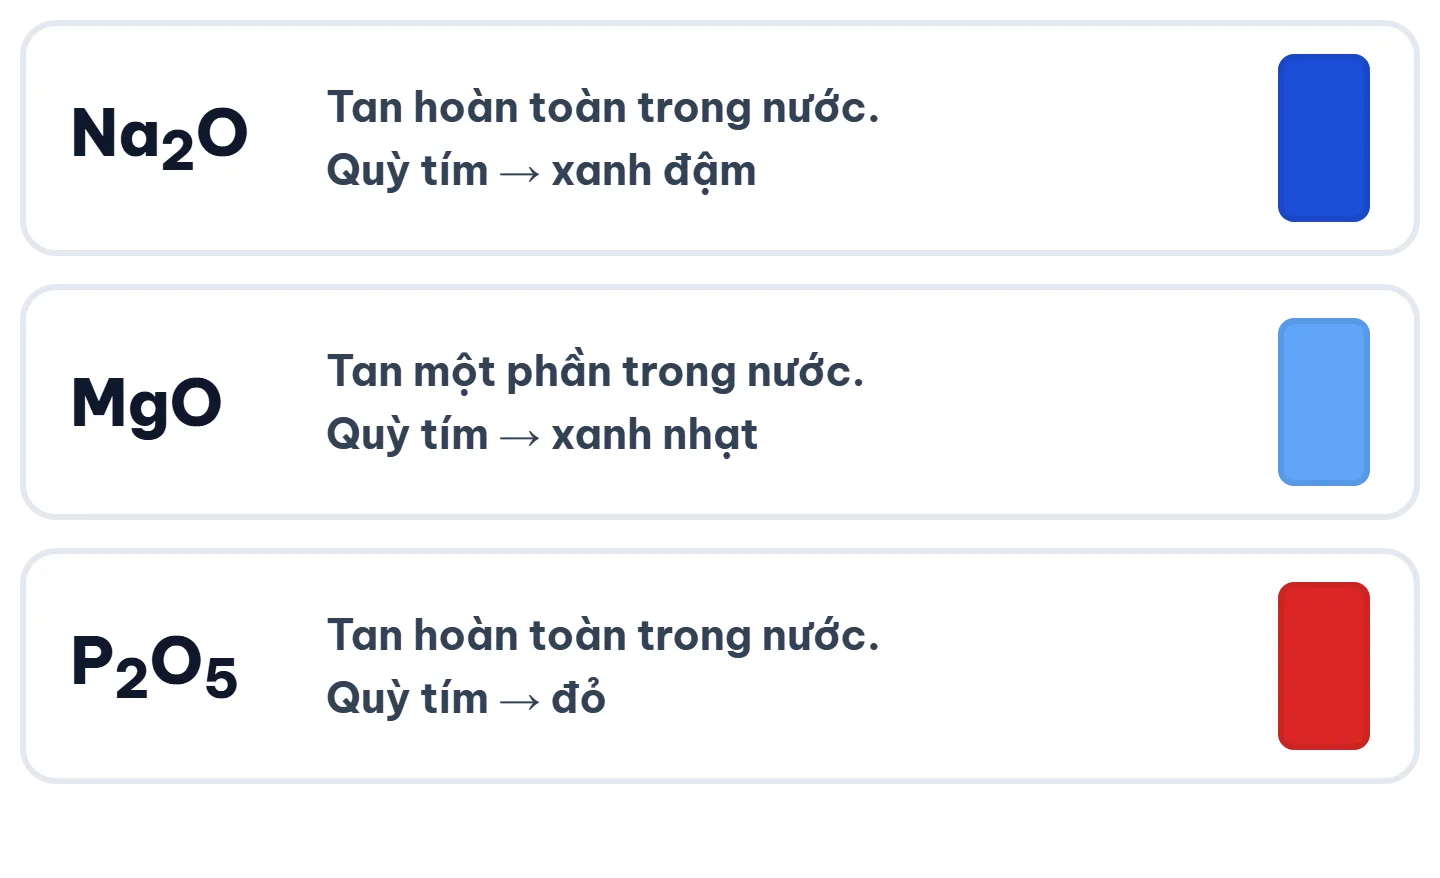 Na₂O
Tan hoàn toàn trong nước.
Quỳ tím → xanh đậm
MgO
Tan một phần trong nước.
Quỳ tím → xanh nhạt
P₂O₅
Tan hoàn toàn trong nước.
Quỳ tím → đỏ